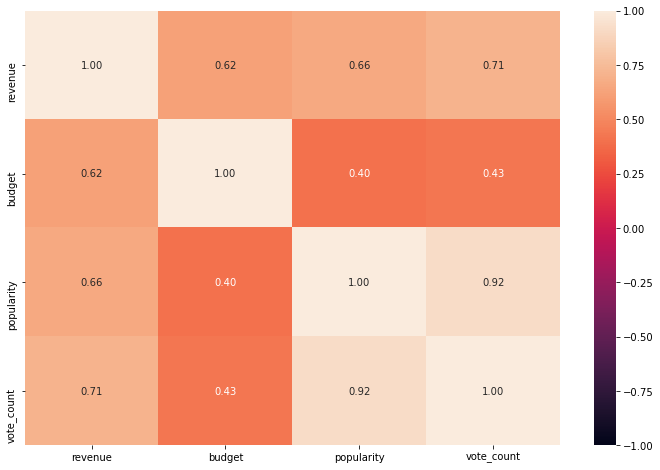 revenue 1.00 0.62 0.66 0.71
budget 0.62 1.00 0.40 0.43
popularity 0.66 0.40 1.00 0.92
vote_count 0.71 0.43 0.92 1.00
revenue budget popularity vote_count
1.00
0.75
0.50
0.25
0.00
−0.25
−0.50
−0.75
−1.00